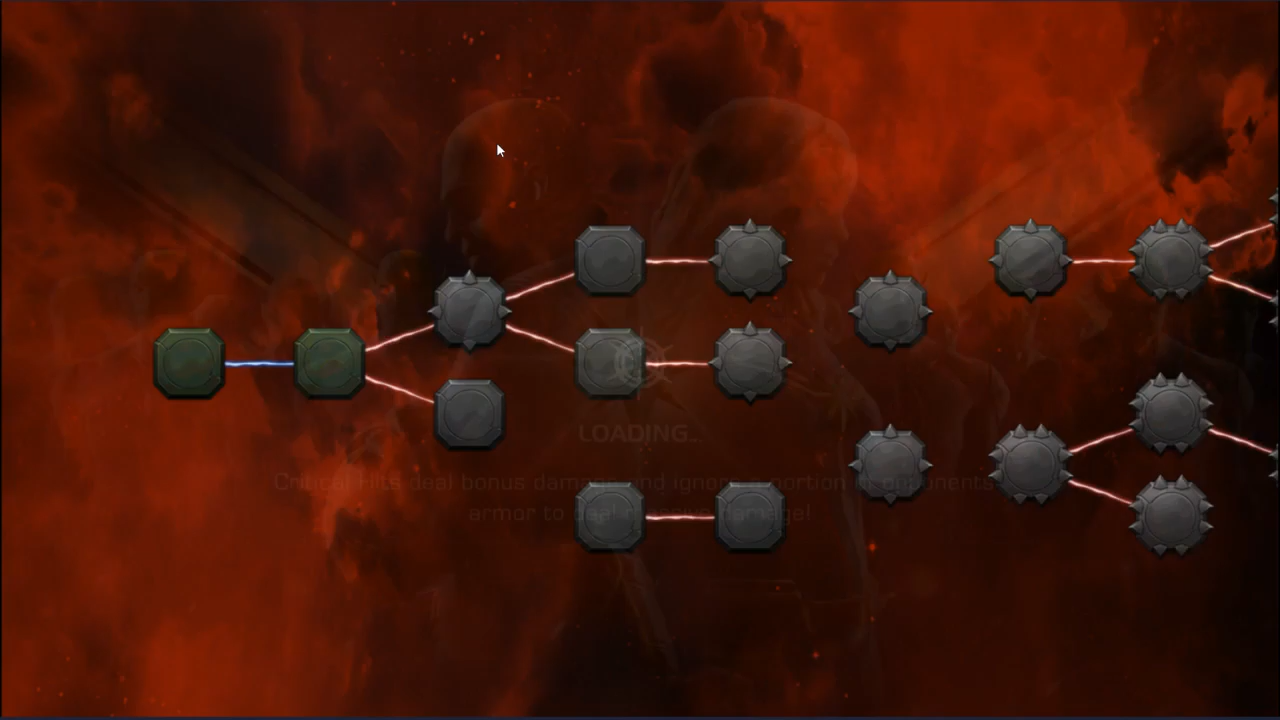 LOADING..
Critical Hits deal bonus damage and ignore a portion of opponents
armor to deal massive damage!